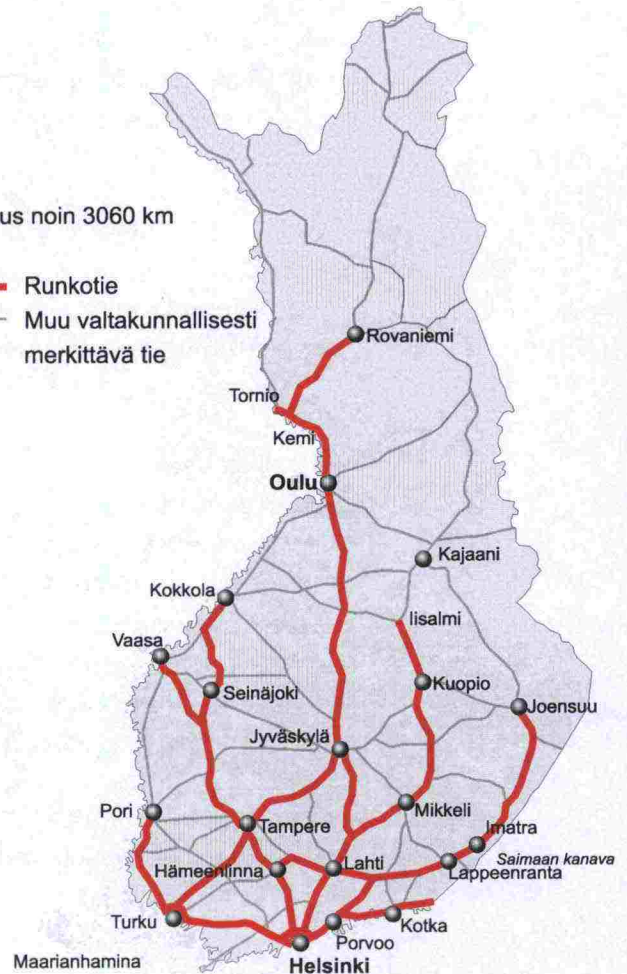 us noin 3060 km
Runkotie
Muu valtakunnallisesti
merkittävä tie
Rovaniemi
Tornio
Kemi
Oulu
Kajaani
Kokkola
Iisalmi
Vaasa
Seinäjoki
Kuopio
Joensuu
Jyväskylä
Pori
Tampere
Mikkeli
Imatra
Hämeenlinna
Lahti
Saimaan kanava
Lappeenranta
Turku
Kotka
Porvoo
Maarianhamina
Helsinki